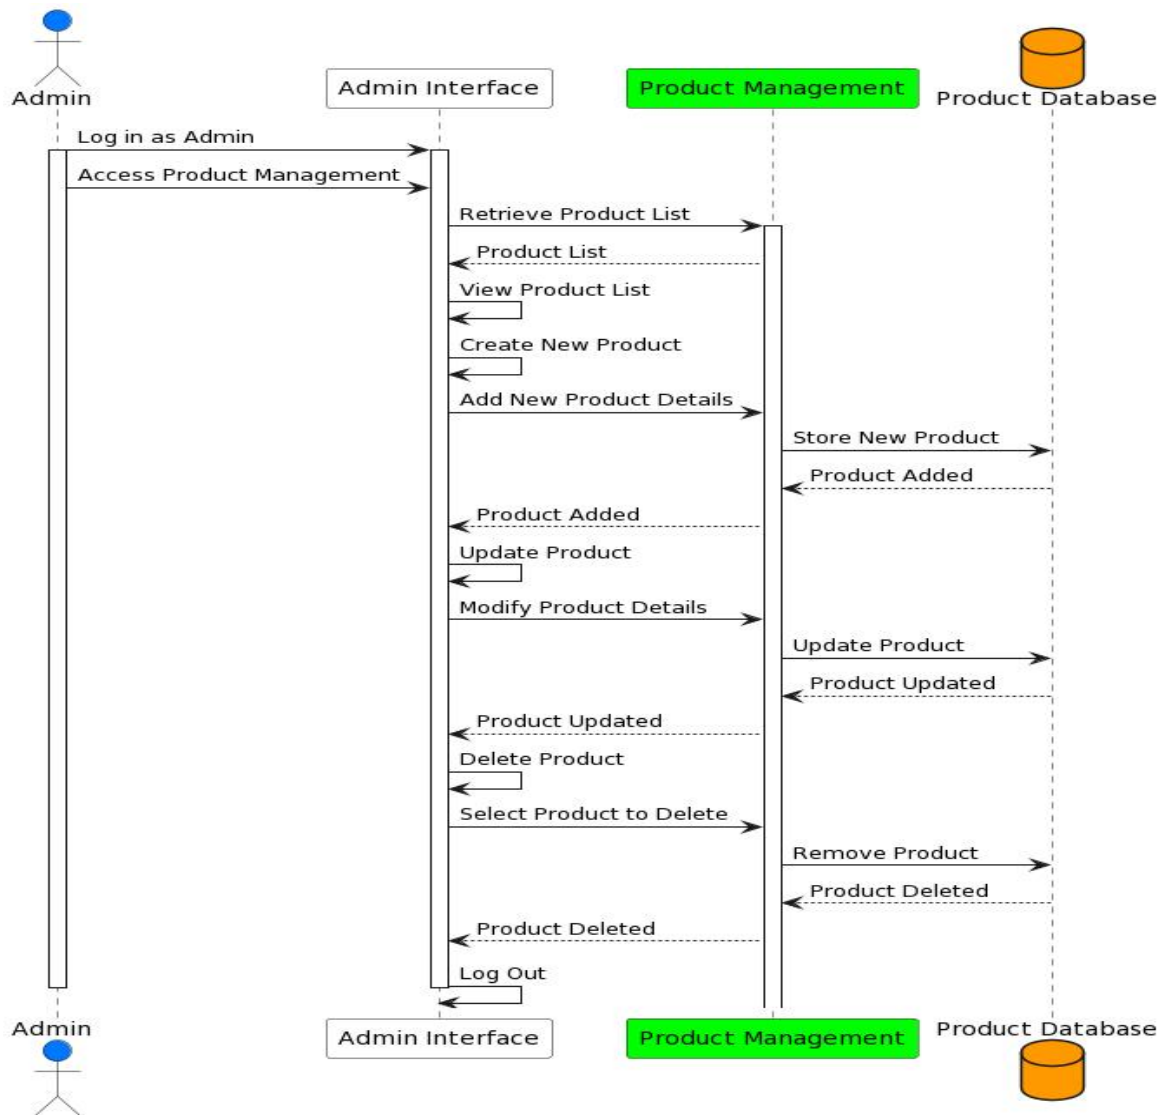 Admin
Admin Interface
Product Management
Product Database
Log in as Admin
Access Product Management
Retrieve Product List
Product List
View Product List
Create New Product
Add New Product Details
Store New Product
Product Added
Product Added
Update Product
Modify Product Details
Update Product
Product Updated
Product Updated
Delete Product
Select Product to Delete
Remove Product
Product Deleted
Product Deleted
Log Out
Admin
Admin Interface
Product Management
Product Database